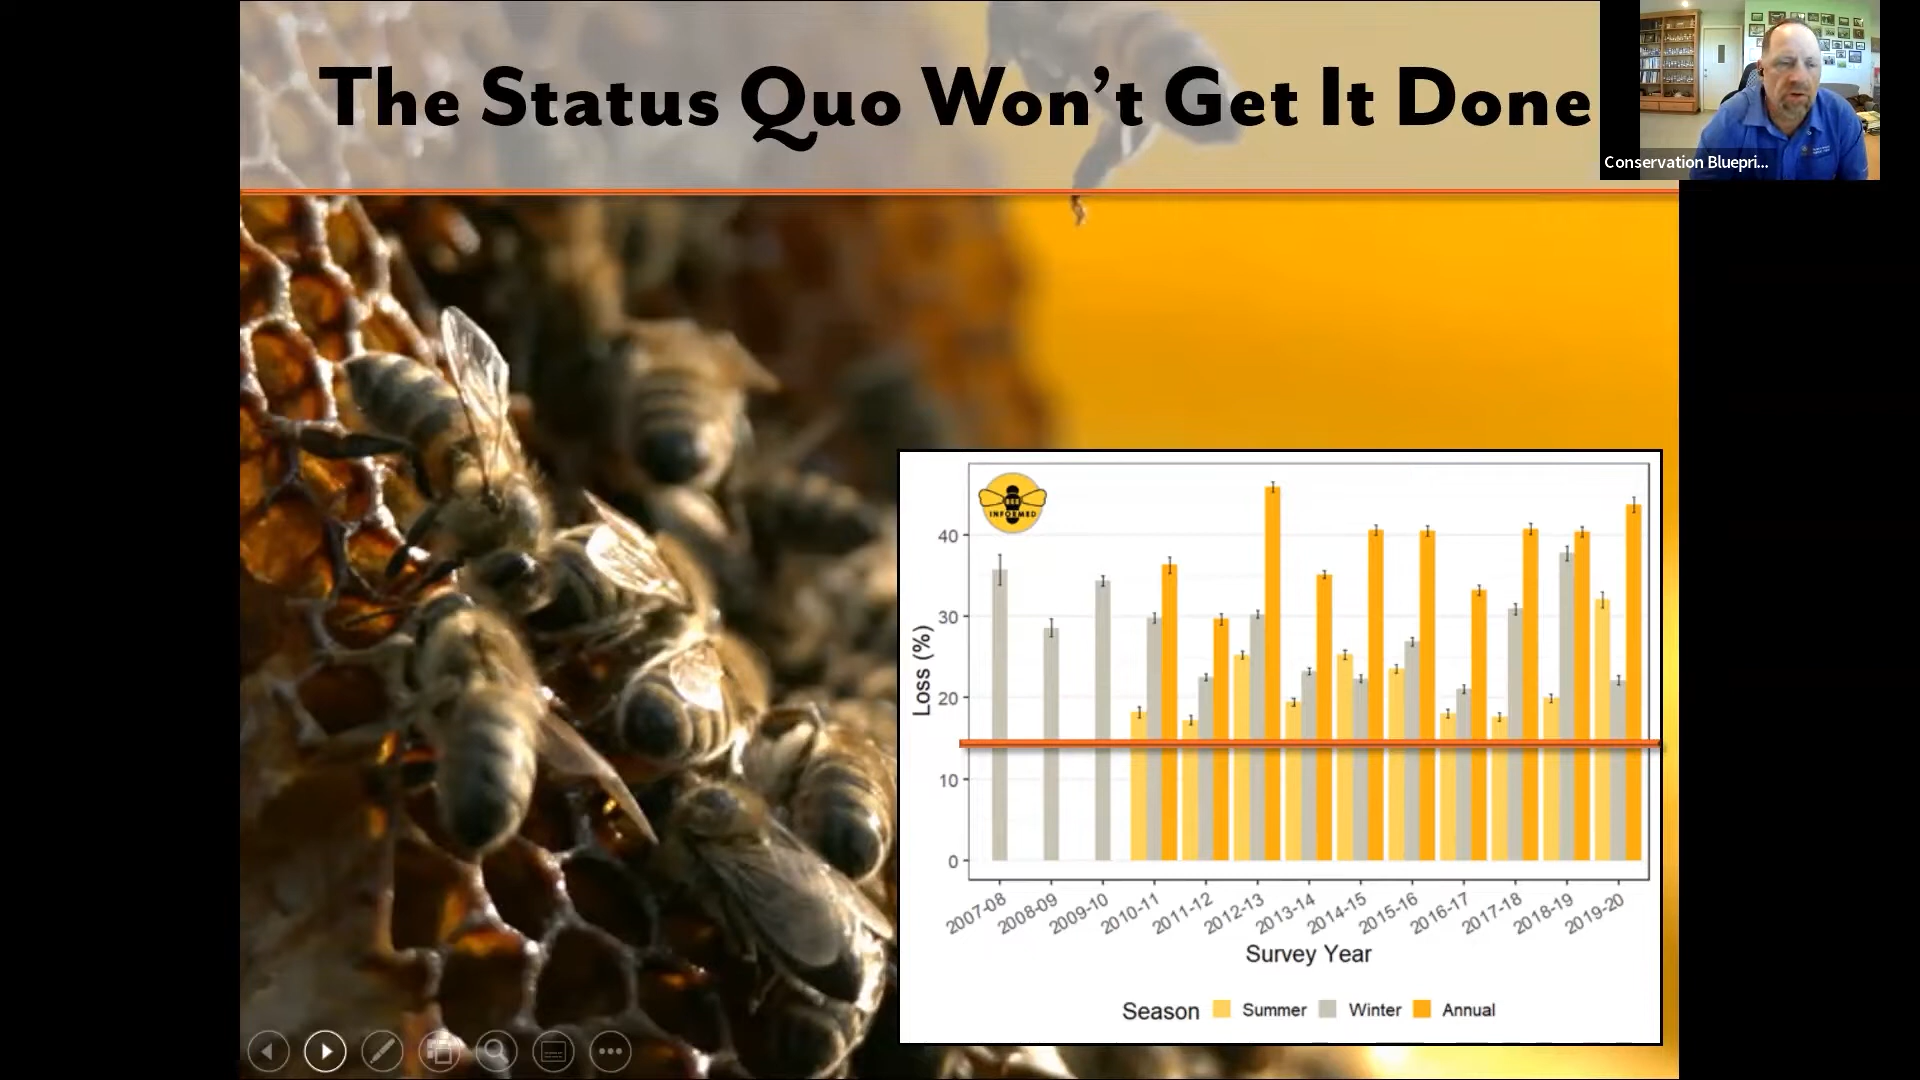 The Status Quo Won't Get It Done
Conservation Bluepri...
BEE
INFORMED
40
30
20
10
0
Loss (%)
2007-08
2008-09
2009-10
2010-11
2011-12
2012-13
2013-14
2014-15
2015-16
2016-17
2017-18
2018-19
2019-20
Survey Year
Season Summer Winter Annual